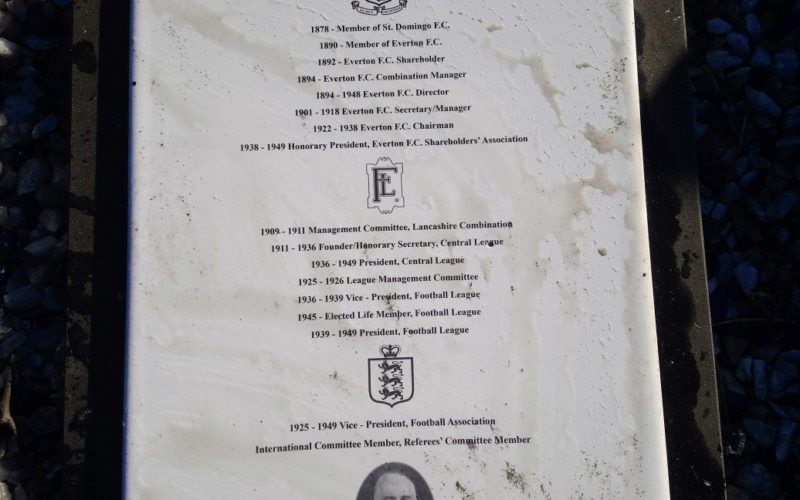 1878 - Member of St. Domingo F.C.
1890 - Member of Everton F.C.
1892 - Everton F.C. Shareholder
1894 - Everton F.C. Combination Manager
1894 - 1948 Everton F.C. Director
1901 - 1918 Everton F.C. Secretary/Manager
1922 - 1938 Everton F.C. Chairman
1938 - 1949 Honorary President, Everton F.C. Shareholders' Association
FL
1909 - 1911 Management Committee, Lancashire Combination
1911 - 1936 Founder/Honorary Secretary, Central League
1936 - 1949 President, Central League
1925 - 1926 League Management Committee
1936 - 1939 Vice - President, Football League
1945 - Elected Life Member, Football League
1939 - 1949 President, Football League
1925 - 1949 Vice - President, Football Association
International Committee Member, Referees' Committee Member